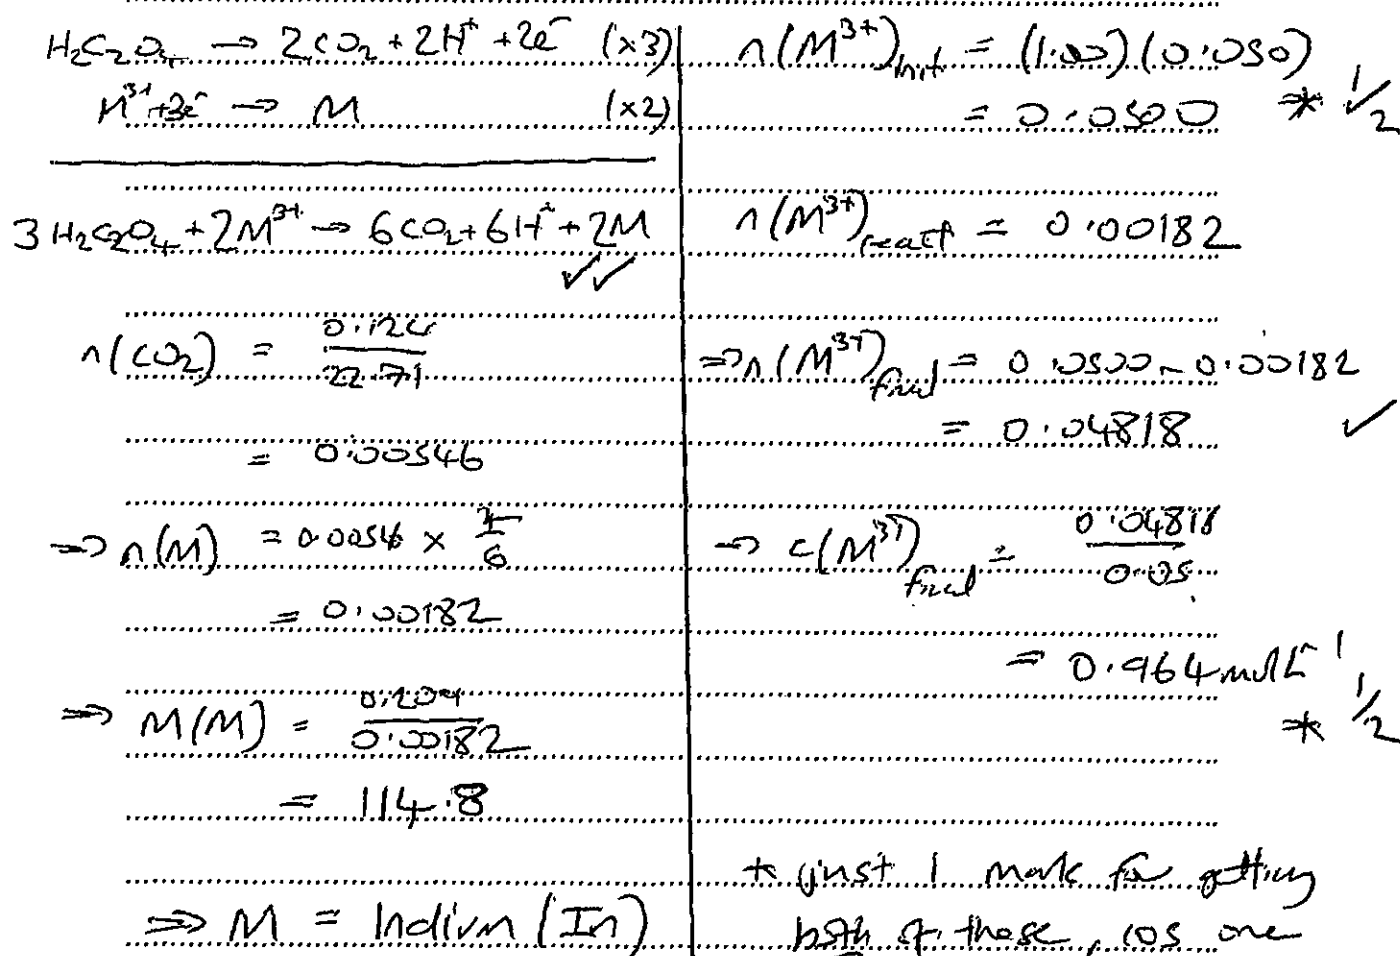 H₂C₂O₄ → 2CO₂ + 2H⁺ + 2e⁻ (×3)
M³⁺ + 3e⁻ → M (×2)
3H₂C₂O₄ + 2M³⁺ → 6CO₂ + 6H⁺ + 2M
✓✓
n(CO₂) = 0.124 / 22.71
= 0.00546
⇒ n(M) = 0.00546 × 2/6
= 0.00182
⇒ M(M) = 0.209 / 0.00182
= 114.8
⇒ M = Indium (In)
n(M³⁺)init = (1.00)(0.050)
= 0.0500 * ✓ 1/2
n(M³⁺)react = 0.00182
⇒ n(M³⁺)final = 0.0500 - 0.00182
= 0.04818 ✓
⇒ c(M³⁺)final = 0.04818 / 0.05
= 0.964 mol L⁻¹
* 1/2
* just 1 mark for getting
both of these, cos one